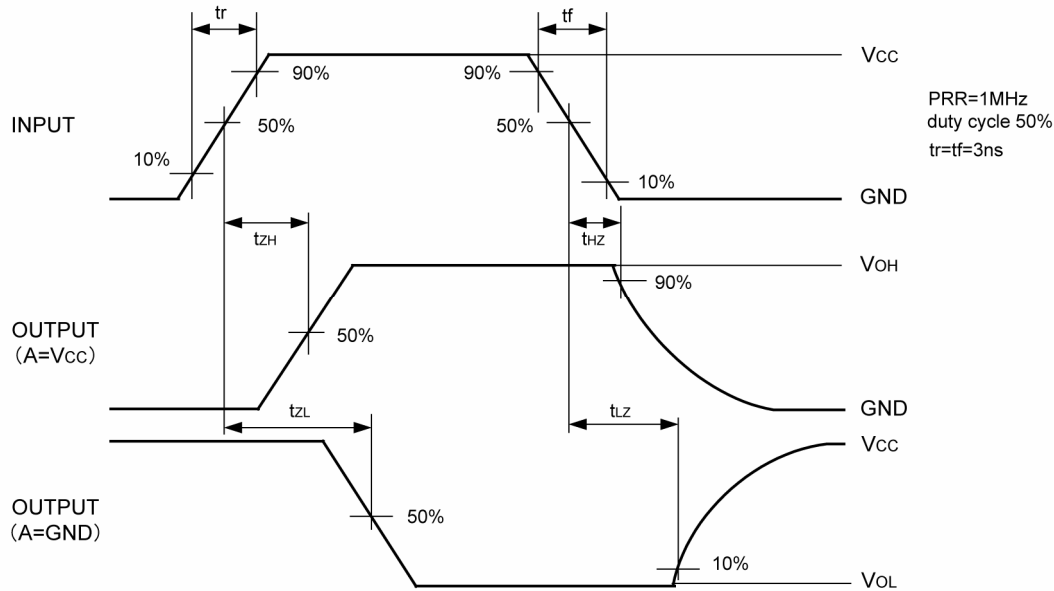 tr
tf
VCC
90%
90%
PRR=1MHz
duty cycle 50%
tr=tf=3ns
INPUT
50%
50%
10%
10%
GND
tZH
tHZ
VOH
90%
OUTPUT
(A=VCC)
50%
tZL
tLZ
GND
VCC
OUTPUT
(A=GND)
50%
10%
VOL